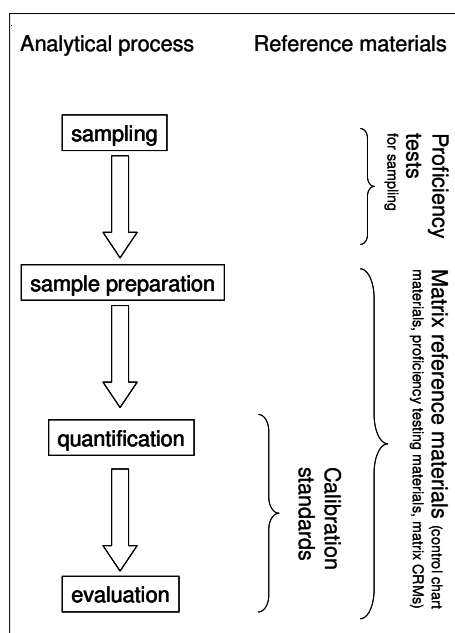 Analytical process
Reference materials
sampling
sample preparation
quantification
evaluation
Proficiency
tests
for sampling
Matrix reference materials (control chart
materials, proficiency testing materials, matrix CRMs)
Calibration
standards